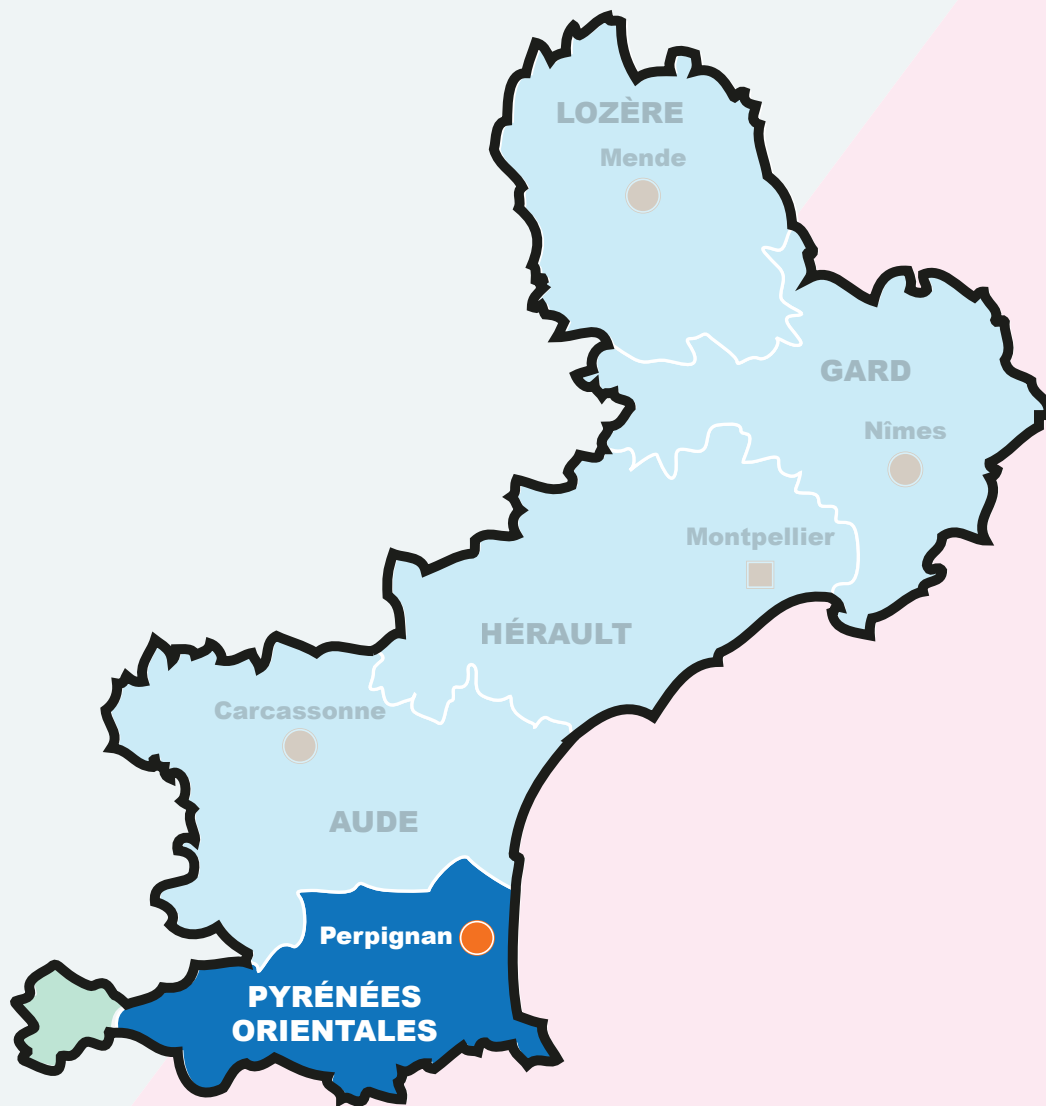 LOZÈRE
Mende
GARD
Nîmes
Montpellier
HÉRAULT
Carcassonne
AUDE
Perpignan
PYRÉNÉES
ORIENTALES